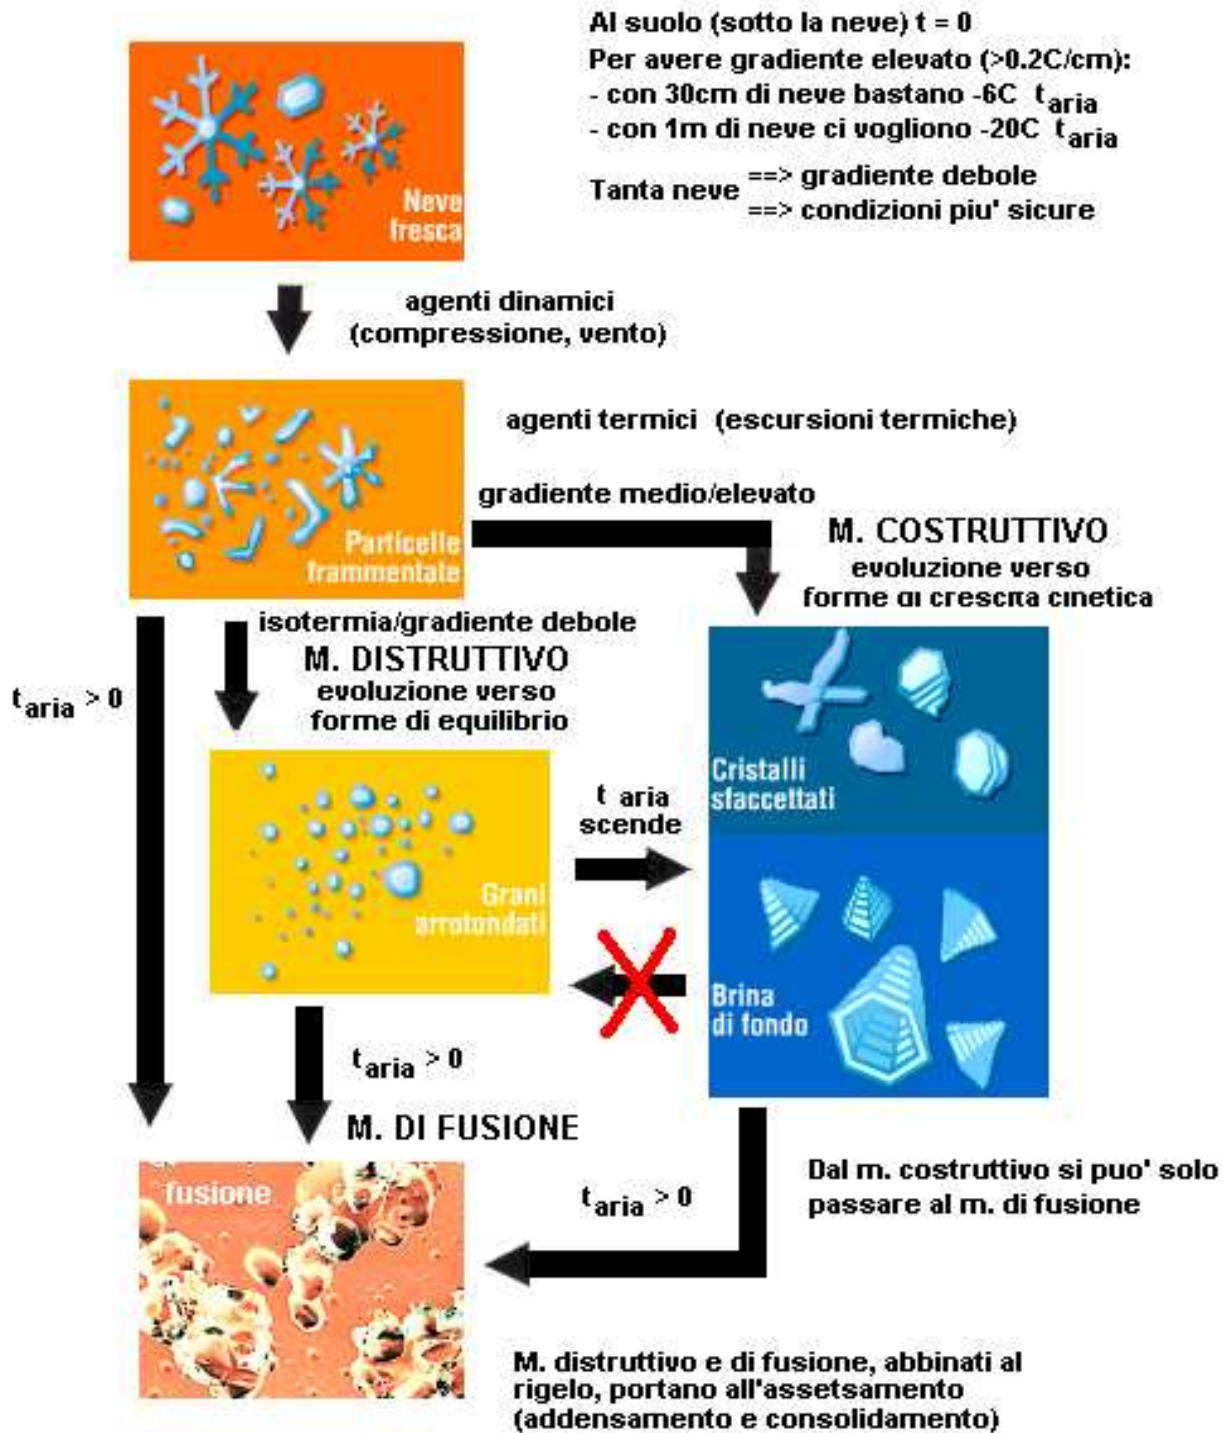 Al suolo (sotto la neve) t = 0
Per avere gradiente elevato (>0.2C/cm):
- con 30cm di neve bastano -6C t aria
- con 1m di neve ci vogliono -20C t aria
Tanta neve ==> gradiente debole
==> condizioni piu' sicure
Neve
fresca
agenti dinamici
(compressione, vento)
agenti termici (escursioni termiche)
gradiente medio/elevato
Particelle
frammentate
M. COSTRUTTIVO
evoluzione verso
forme di crescita cinetica
isotermia/gradiente debole
M. DISTRUTTIVO
evoluzione verso
forme di equilibrio
t aria > 0
Cristalli
sfaccettati
t aria
scende
Grani
arrotondati
Brina
di fondo
t aria > 0
M. DI FUSIONE
fusione
t aria > 0
Dal m. costruttivo si puo' solo
passare al m. di fusione
M. distruttivo e di fusione, abbinati al
rigelo, portano all'assetsamento
(addensamento e consolidamento)